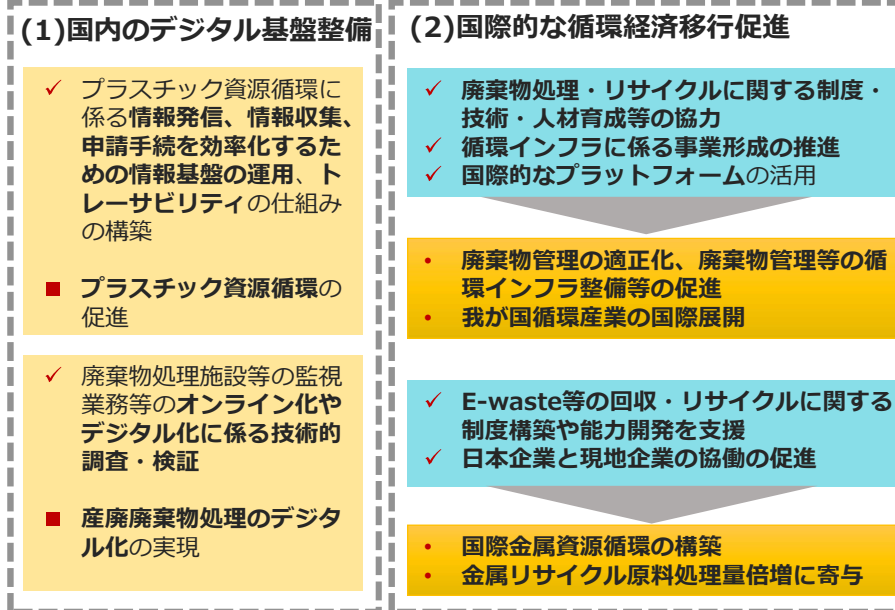 (1)国内のデジタル基盤整備
✓ プラスチック資源循環に
係る情報発信、情報収集、
申請手続を効率化するた
めの情報基盤の運用、ト
レーサビリティの仕組み
の構築
■ プラスチック資源循環の
促進
✓ 廃棄物処理施設等の監視
業務等のオンライン化や
デジタル化に係る技術的
調査・検証
■ 産廃廃棄物処理のデジタ
ル化の実現
(2)国際的な循環経済移行促進
✓ 廃棄物処理・リサイクルに関する制度・
技術・人材育成等の協力
✓ 循環インフラに係る事業形成の推進
✓ 国際的なプラットフォームの活用
• 廃棄物管理の適正化、廃棄物管理等の循
環インフラ整備等の促進
• 我が国循環産業の国際展開
✓ E-waste等の回収・リサイクルに関する
制度構築や能力開発を支援
✓ 日本企業と現地企業の協働の促進
• 国際金属資源循環の構築
• 金属リサイクル原料処理量倍増に寄与